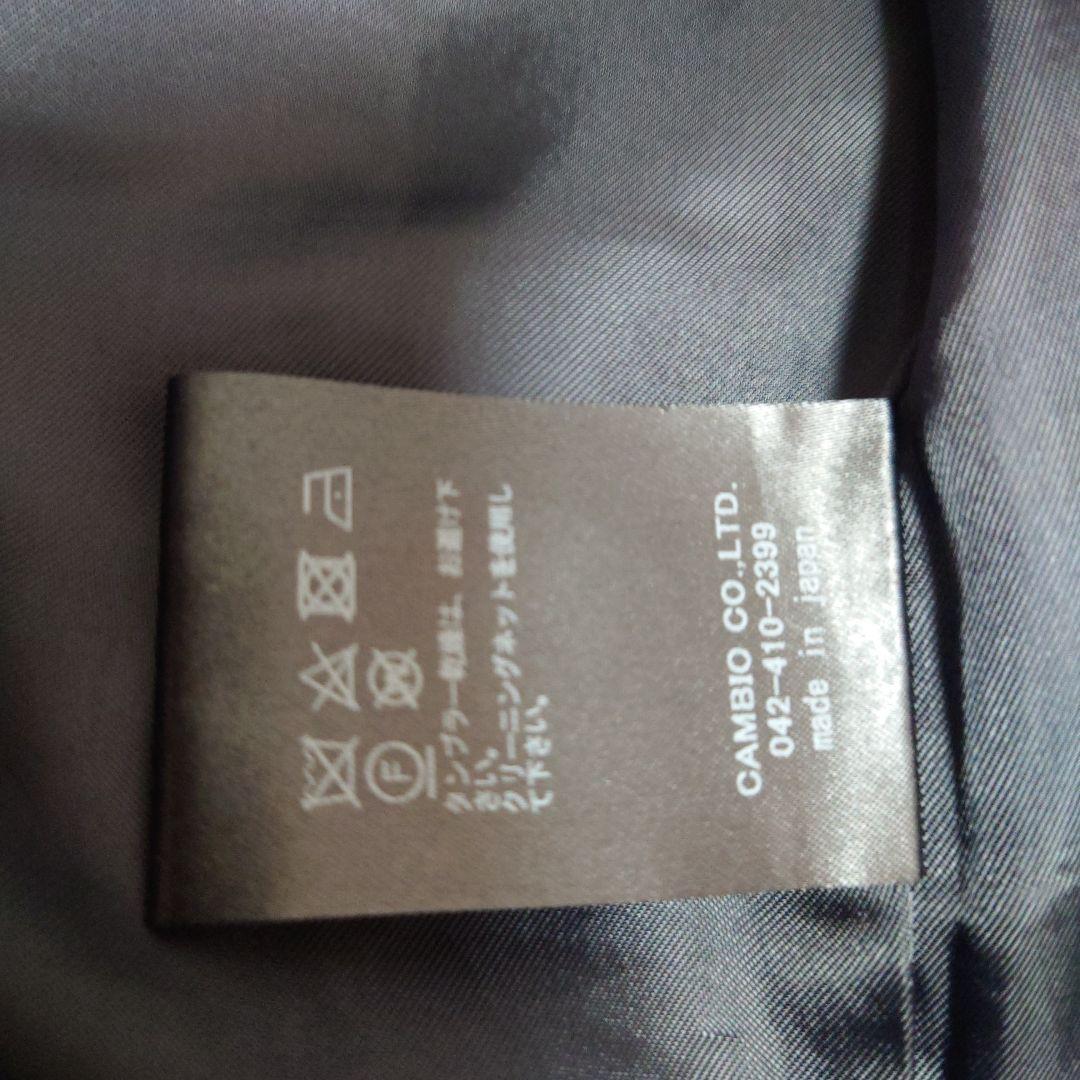 F
タンブラー乾燥は、お避け下
さい。
クリーニングネットを使用し
て下さい。
CAMBIO CO.,LTD.
042-410-2399
made in japan